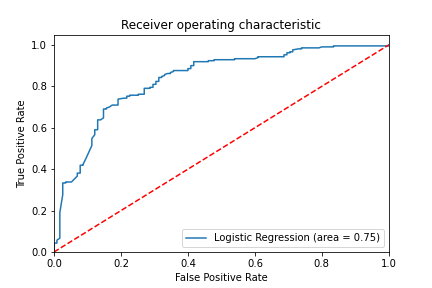 Receiver operating characteristic
True Positive Rate
1.0
0.8
0.6
0.4
0.2
0.0
Logistic Regression (area = 0.75)
0.0 0.2 0.4 0.6 0.8 1.0
False Positive Rate